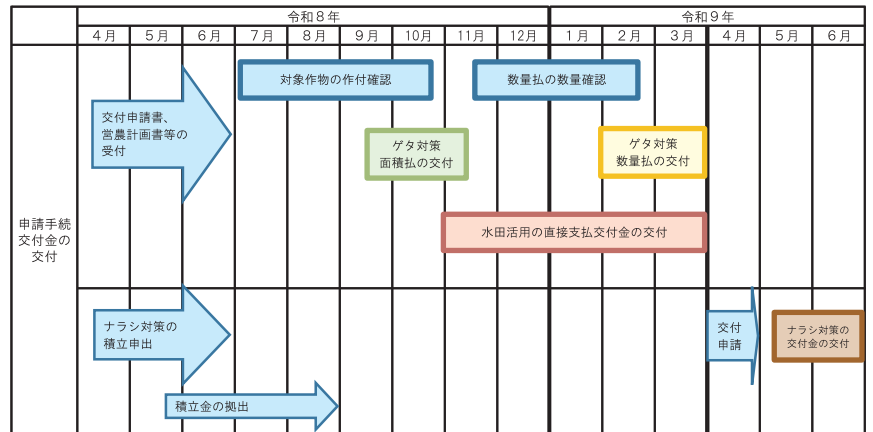 令和８年
令和９年
４月 ５月 ６月 ７月 ８月 ９月 10月 11月 12月 １月 ２月 ３月 ４月 ５月 ６月
申請手続
交付金の
交付
交付申請書、
営農計画書等の
受付
対象作物の作付確認
数量払の数量確認
ゲタ対策
面積払の交付
ゲタ対策
数量払の交付
水田活用の直接支払交付金の交付
ナラシ対策の
積立申出
交付
申請
ナラシ対策の
交付金の交付
積立金の拠出